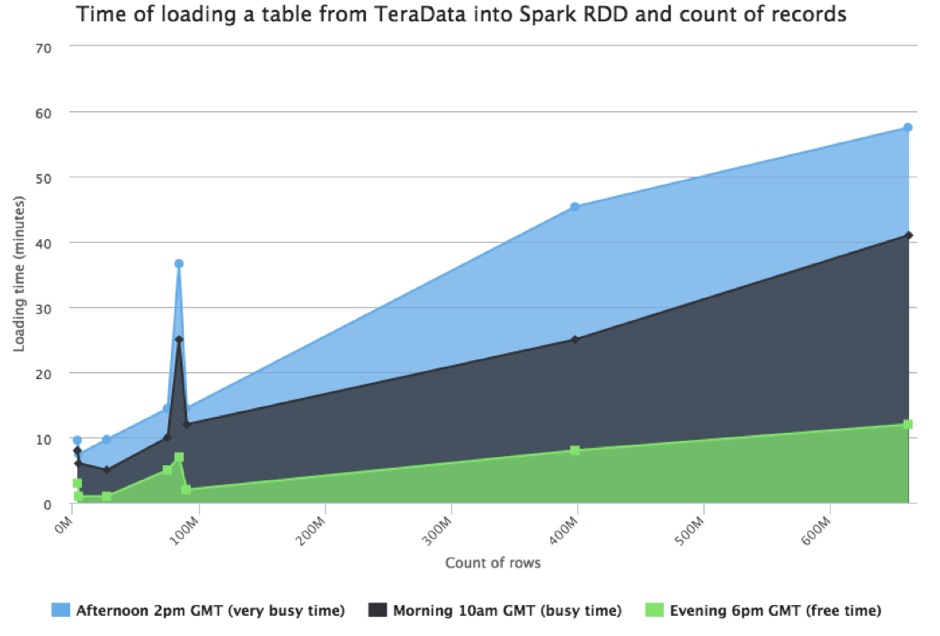 Time of loading a table from TeraData into Spark RDD and count of records
70
60
50
40
30
20
10
0
Loading time (minutes)
0M
100M
200M
300M
400M
500M
600M
Count of rows
Afternoon 2pm GMT (very busy time)
Morning 10am GMT (busy time)
Evening 6pm GMT (free time)